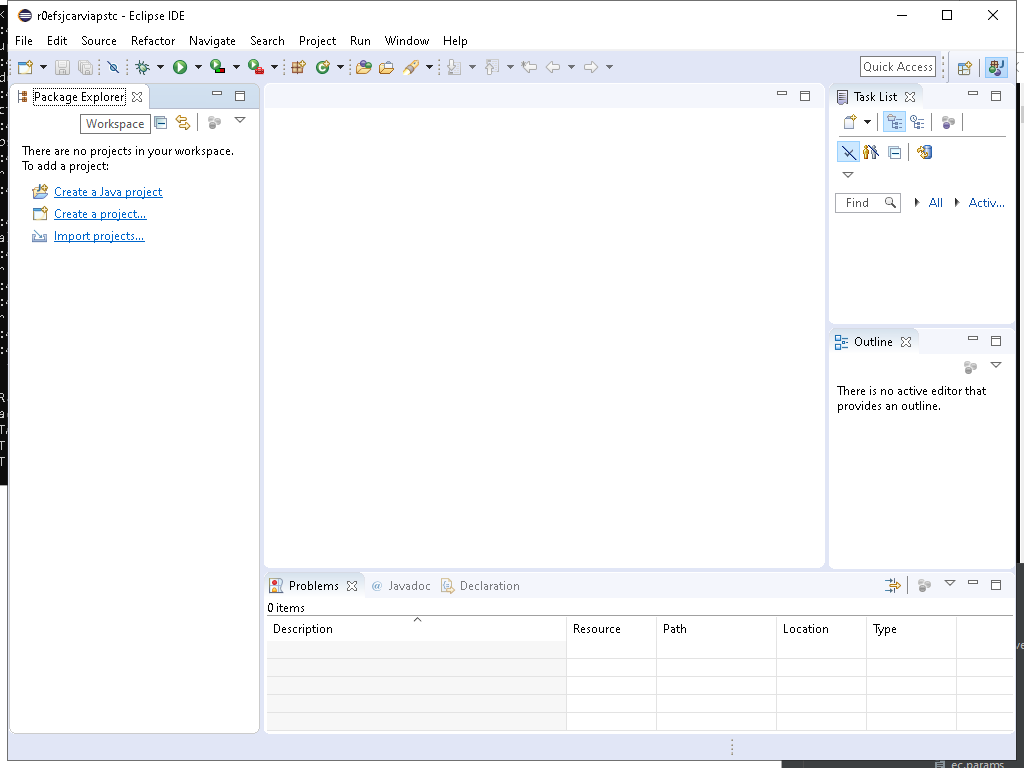 r0efsjcarviapstc - Eclipse IDE
File Edit Source Refactor Navigate Search Project Run Window Help
Quick Access
Package Explorer
Workspace
There are no projects in your workspace.
To add a project:
Create a Java project
Create a project...
Import projects...
Task List
Find All Activ...
Outline
There is no active editor that
provides an outline.
Problems @ Javadoc Declaration
0 items
Description Resource Path Location Type
ec.params